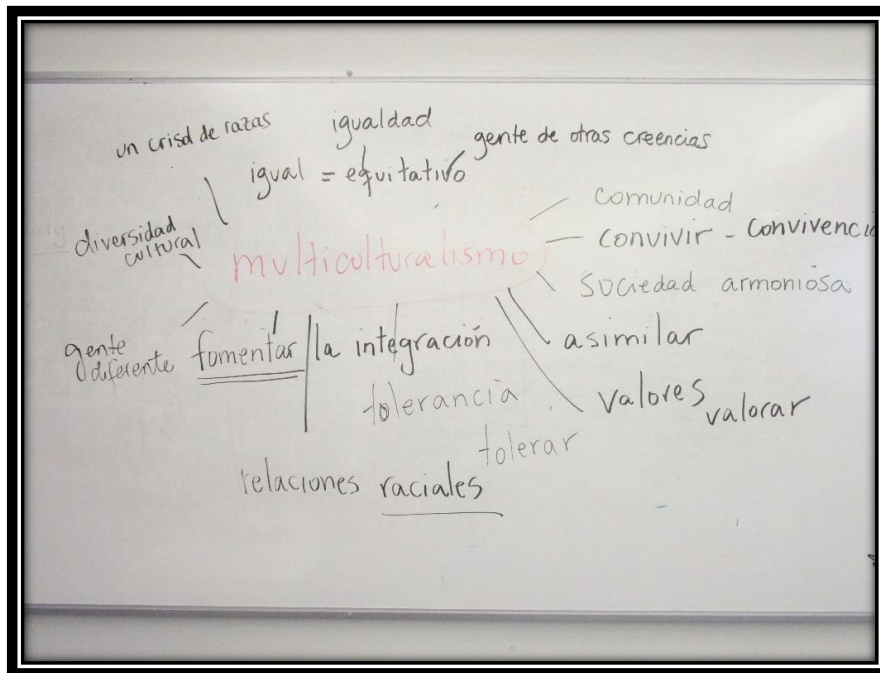 un crisol de razas
igualdad
gente de otras creencias
igual = equitativo
comunidad
diversidad
cultural
convivir - convivencia
multiculturalismo
sociedad armoniosa
gente
diferente
fomentar
la integración
asimilar
tolerancia
valores
valorar
tolerar
relaciones raciales